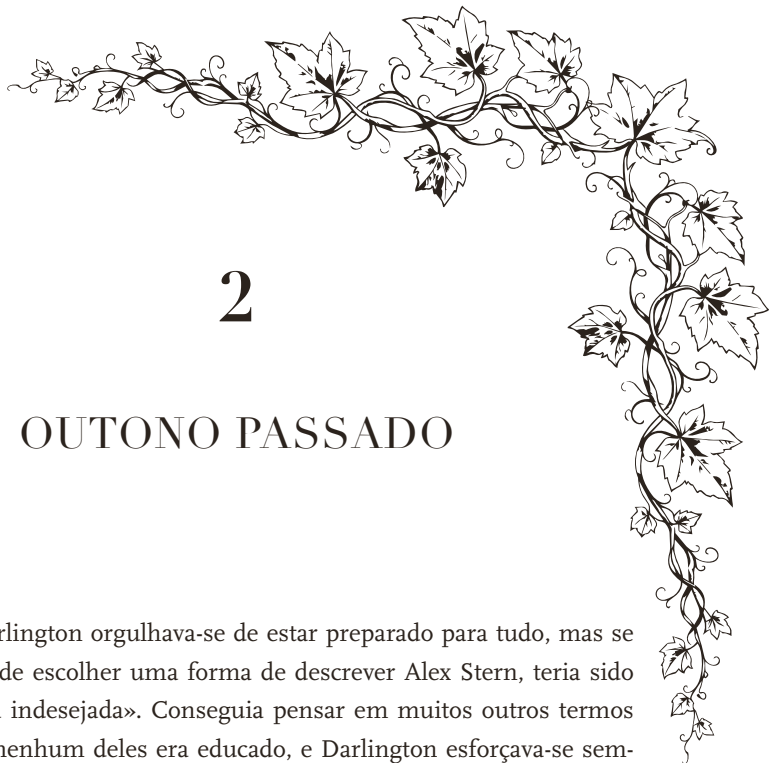 2
OUTONO PASSADO
rlington orgulhava-se de estar preparado para tudo, mas se
de escolher uma forma de descrever Alex Stern, teria sido
indesejada». Conseguia pensar em muitos outros termos
nenhum deles era educado, e Darlington esforçava-se sem-